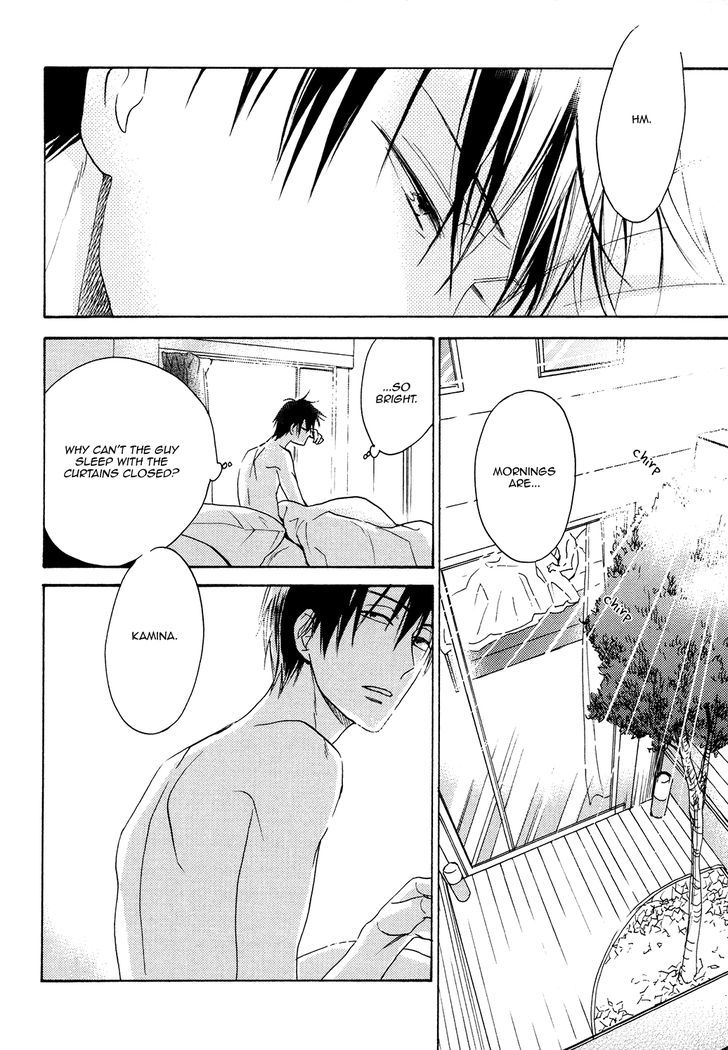 HM.
MORNINGS
ARE...
chirp
chirp
...SO
BRIGHT.
WHY CAN'T THE GUY
SLEEP WITH THE
CURTAINS CLOSED?
KAMINA.